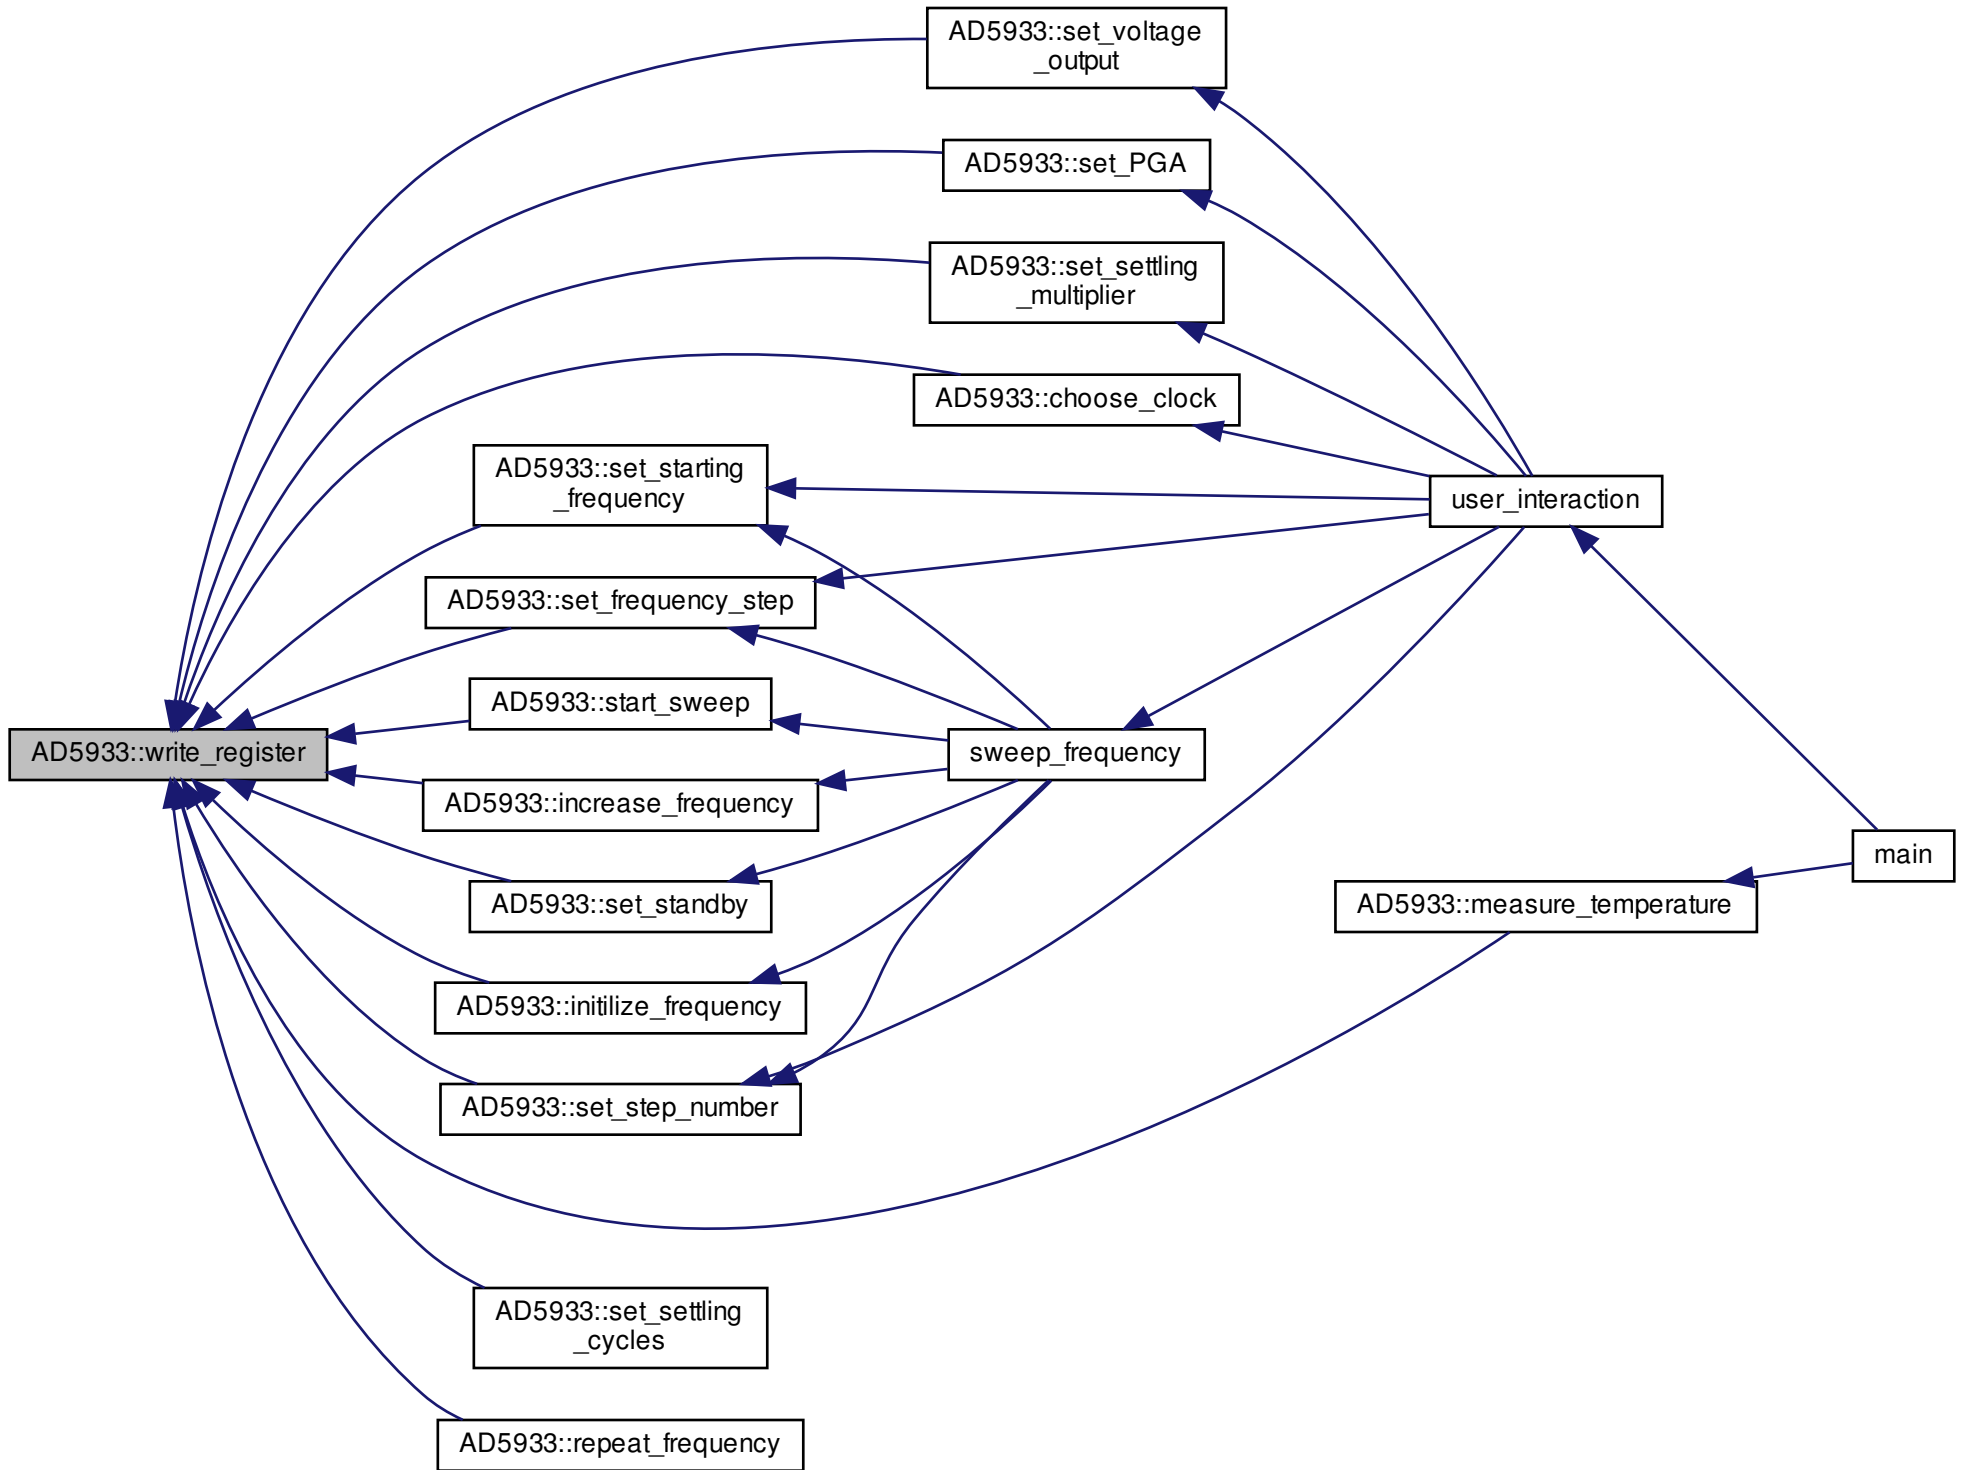 AD5933::set_voltage
_output
AD5933::set_PGA
AD5933::set_settling
_multiplier
AD5933::choose_clock
AD5933::set_starting
_frequency
user_interaction
AD5933::set_frequency_step
AD5933::start_sweep
AD5933::write_register
sweep_frequency
AD5933::increase_frequency
main
AD5933::set_standby
AD5933::measure_temperature
AD5933::initilize_frequency
AD5933::set_step_number
AD5933::set_settling
_cycles
AD5933::repeat_frequency